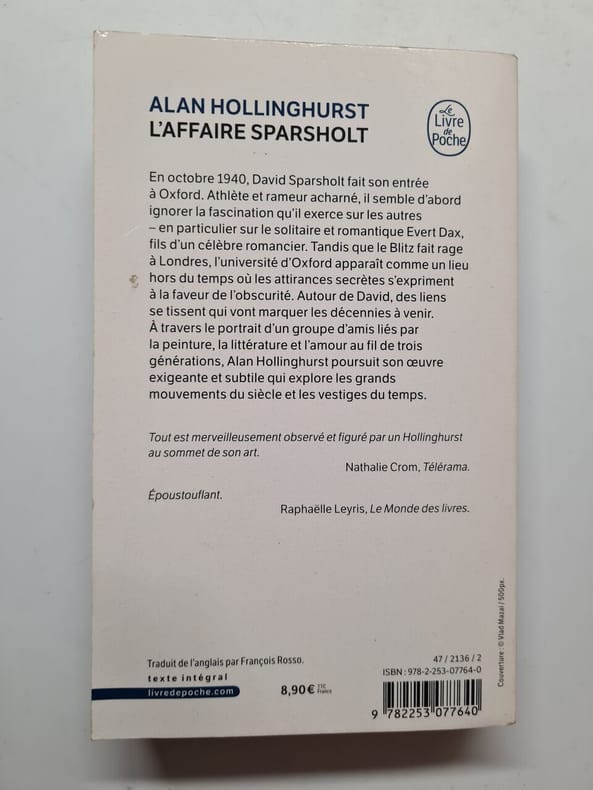 ALAN HOLLINGHURST
L'AFFAIRE SPARSHOLT
Le
Livre
de
Poche
En octobre 1940, David Sparsholt fait son entrée
à Oxford. Athlète et rameur acharné, il semble d'abord
ignorer la fascination qu'il exerce sur les autres
– en particulier sur le solitaire et romantique Evert Dax,
fils d'un célèbre romancier. Tandis que le Blitz fait rage
à Londres, l'université d'Oxford apparaît comme un lieu
hors du temps où les attirances secrètes s'expriment
à la faveur de l'obscurité. Autour de David, des liens
se tissent qui vont marquer les décennies à venir.
À travers le portrait d'un groupe d'amis liés par
la peinture, la littérature et l'amour au fil de trois
générations, Alan Hollinghurst poursuit son œuvre
exigeante et subtile qui explore les grands
mouvements du siècle et les vestiges du temps.
Tout est merveilleusement observé et figuré par un Hollinghurst
au sommet de son art.
Nathalie Crom, Télérama.
Époustouflant.
Raphaëlle Leyris, Le Monde des livres.
Couverture : © Vlad Mazai / 500px.
Traduit de l'anglais par François Rosso.
texte intégral
livredepoche.com
8,90 € TTC
France
47 / 2136 / 2
ISBN : 978-2-253-07764-0
9 782253 077640